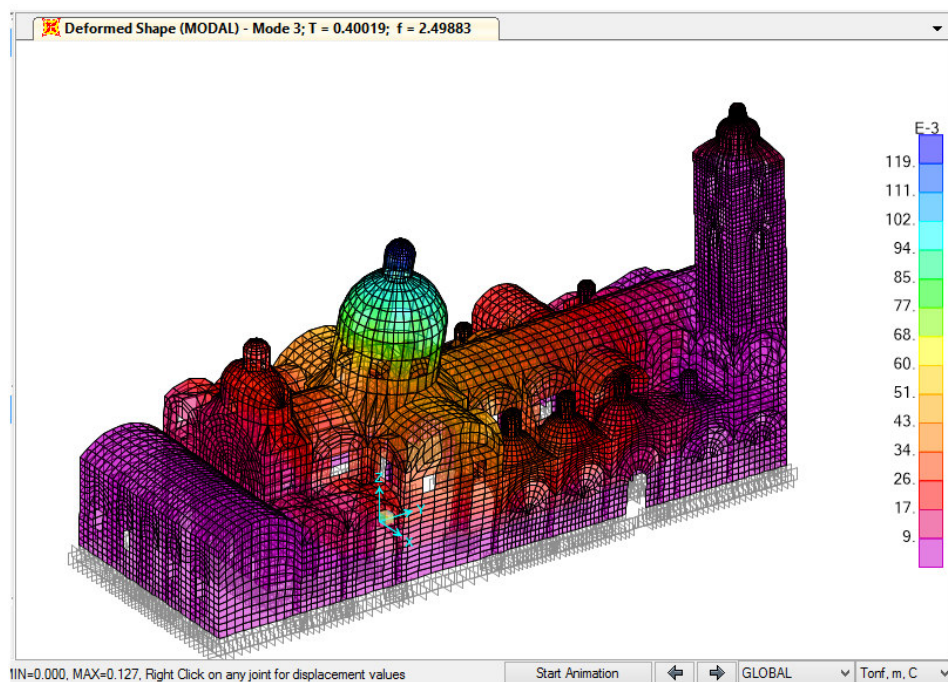 Deformed Shape (MODAL) - Mode 3; T = 0.40019; f = 2.49883
E-3
119.
111.
102.
94.
85.
77.
68.
60.
51.
43.
34.
26.
17.
9.
MIN=0.000, MAX=0.127, Right Click on any joint for displacement values
Start Animation
GLOBAL
Tonf, m, C